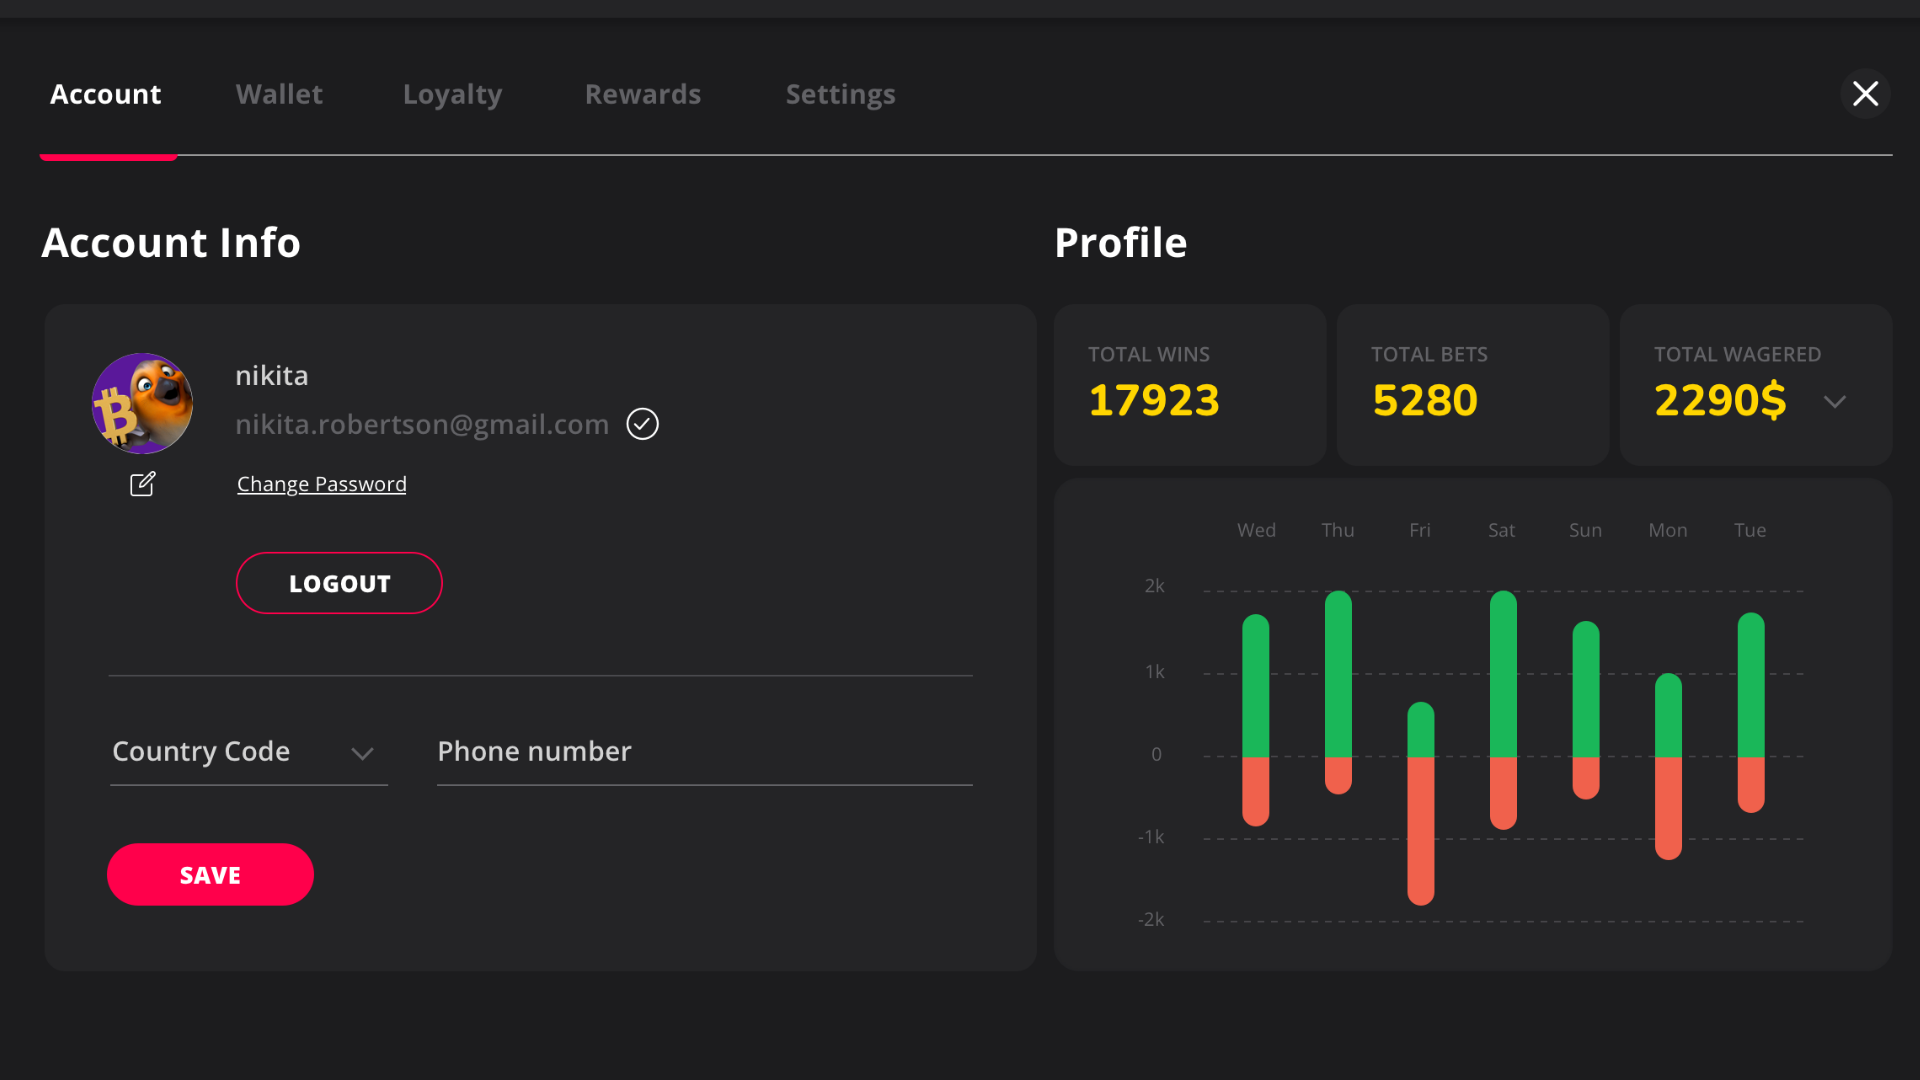 Account Wallet Loyalty Rewards Settings
Account Info
nikita
nikita.robertson@gmail.com
Change Password
LOGOUT
Country Code Phone number
SAVE
Profile
TOTAL WINS
17923
TOTAL BETS
5280
TOTAL WAGERED
2290$
Wed Thu Fri Sat Sun Mon Tue
2k
1k
0
-1k
-2k